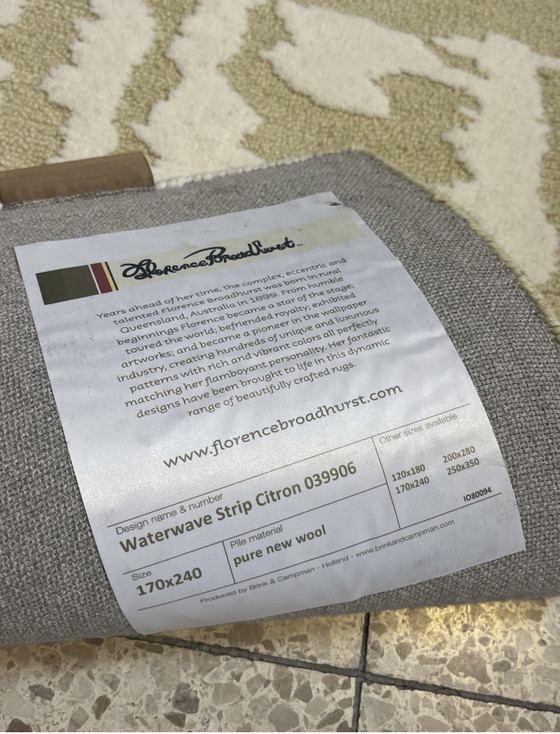 Florence Broadhurst
Years ahead of her time, the complex, eccentric and
talented Florence Broadhurst was born in rural
Queensland, Australia in 1899. From humble
beginnings Florence became a star of the stage;
toured the world; befriended royalty; exhibited
artworks; and became a pioneer in the wallpaper
industry, creating hundreds of unique and luxurious
patterns with rich and vibrant colors all perfectly
matching her flamboyant personality. Her fantastic
designs have been brought to life in this dynamic
range of beautifully crafted rugs.
www.florencebroadhurst.com
Design name & number
Waterwave Strip Citron 039906
Other sizes available
120x180 200x280
170x240 250x350
IO80094
Size
170x240
Pile material
pure new wool
Produced by Brink & Campman - Holland - www.brinkandcampman.com